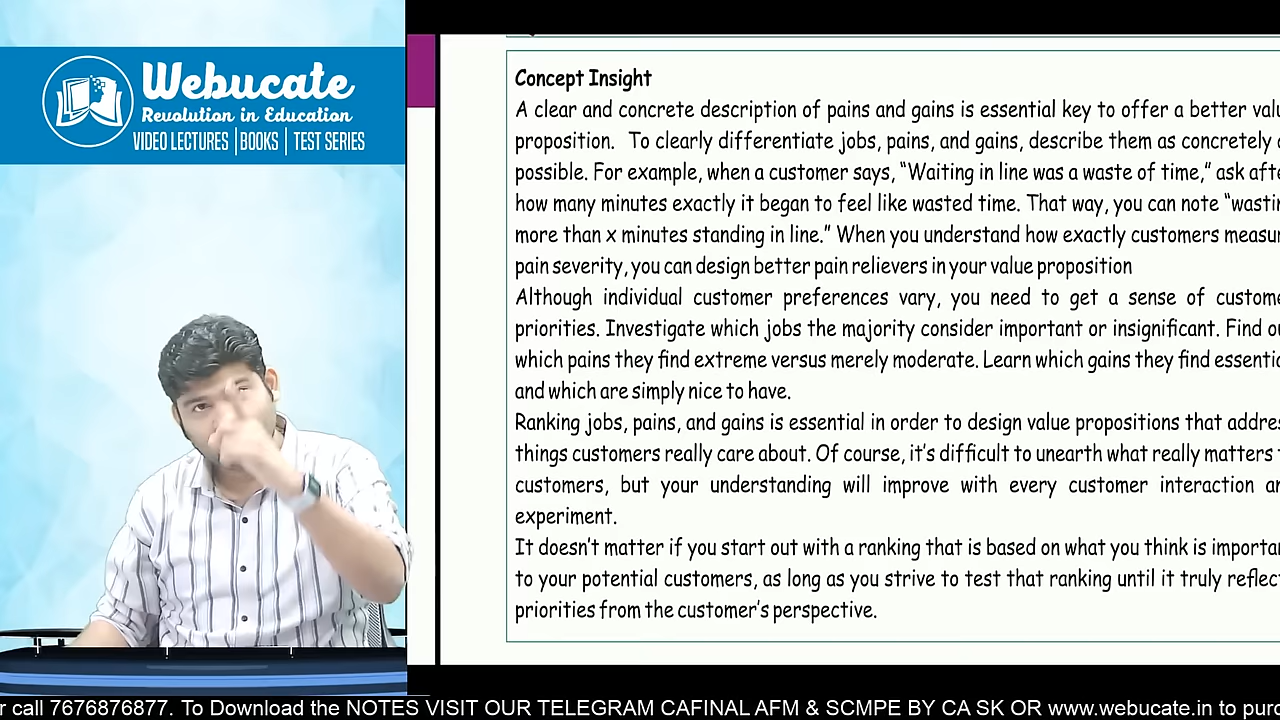 Webucate
Revolution in Education
VIDEO LECTURES | BOOKS | TEST SERIES
Concept Insight
A clear and concrete description of pains and gains is essential key to offer a better valu
proposition. To clearly differentiate jobs, pains, and gains, describe them as concretely
possible. For example, when a customer says, “Waiting in line was a waste of time,” ask afte
how many minutes exactly it began to feel like wasted time. That way, you can note “wastin
more than x minutes standing in line.” When you understand how exactly customers measur
pain severity, you can design better pain relievers in your value proposition
Although individual customer preferences vary, you need to get a sense of custome
priorities. Investigate which jobs the majority consider important or insignificant. Find ou
which pains they find extreme versus merely moderate. Learn which gains they find essentia
and which are simply nice to have.
Ranking jobs, pains, and gains is essential in order to design value propositions that addres
things customers really care about. Of course, it’s difficult to unearth what really matters
customers, but your understanding will improve with every customer interaction an
experiment.
It doesn’t matter if you start out with a ranking that is based on what you think is importan
to your potential customers, as long as you strive to test that ranking until it truly reflect
priorities from the customer’s perspective.
r call 7676876877. To Download the NOTES VISIT OUR TELEGRAM CAFINAL AFM & SCMPE BY CA SK OR www.webucate.in to purc